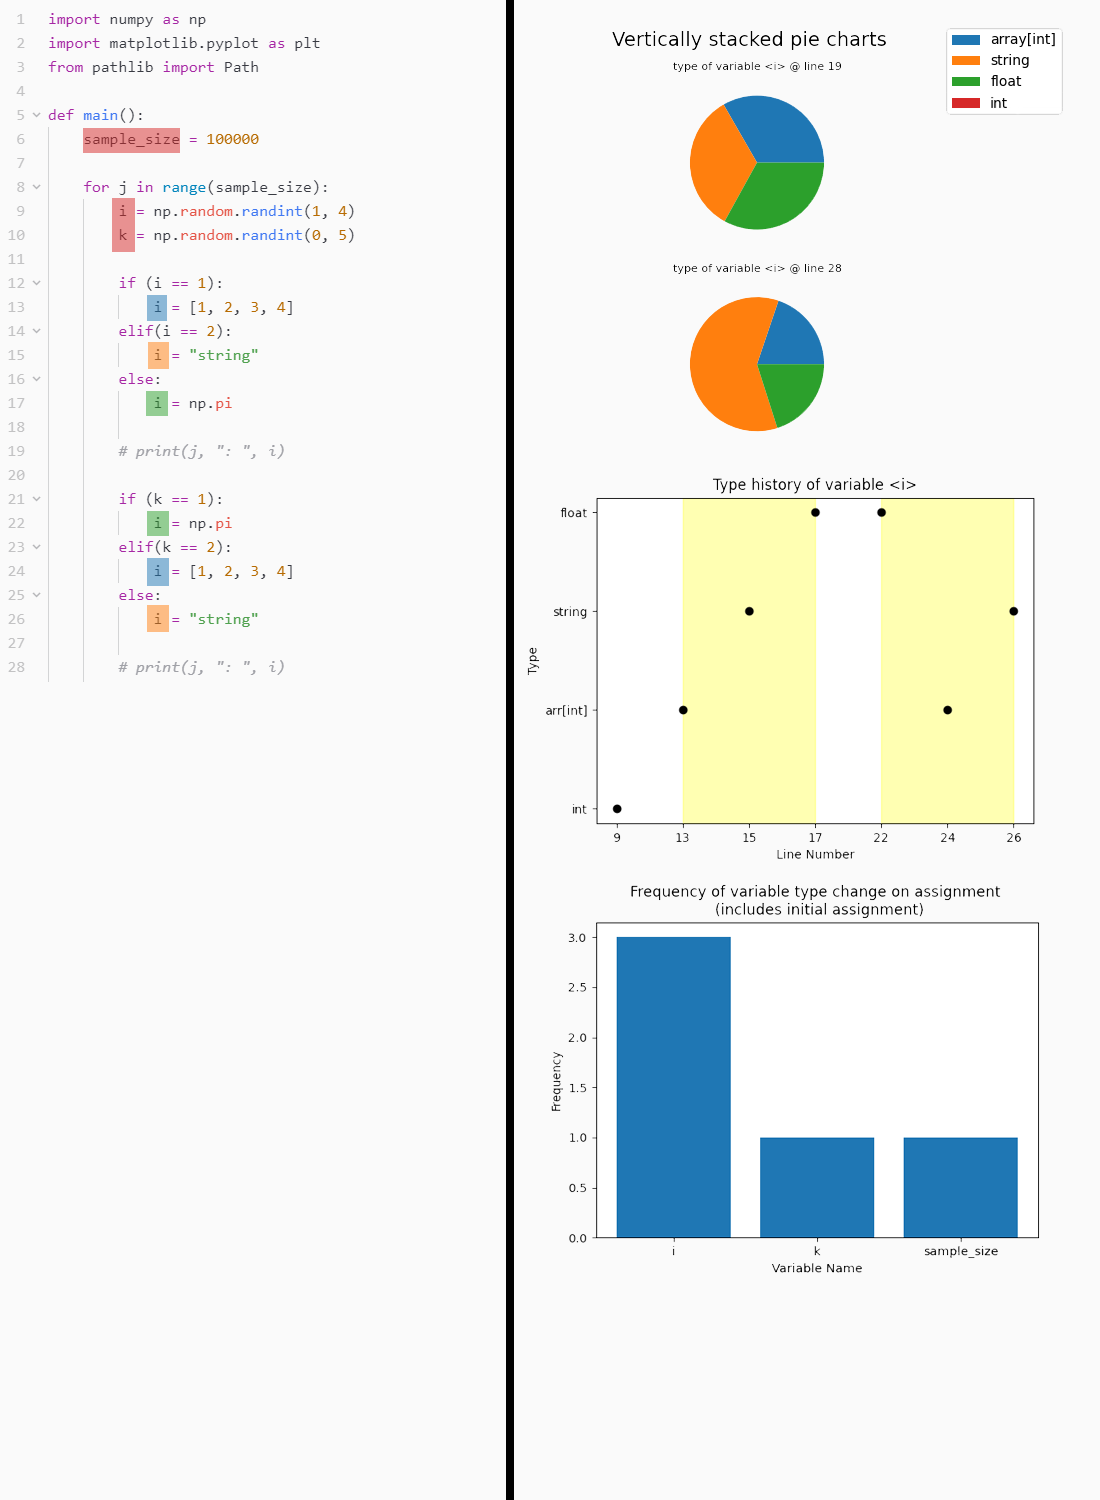 1 import numpy as np
2 import matplotlib.pyplot as plt
3 from pathlib import Path
4
5 def main():
6 sample_size = 100000
7
8 for j in range(sample_size):
9 i = np.random.randint(1, 4)
10 k = np.random.randint(0, 5)
11
12 if (i == 1):
13 i = [1, 2, 3, 4]
14 elif(i == 2):
15 i = "string"
16 else:
17 i = np.pi
18
19 # print(j, ": ", i)
20
21 if (k == 1):
22 i = np.pi
23 elif(k == 2):
24 i = [1, 2, 3, 4]
25 else:
26 i = "string"
27
28 # print(j, ": ", i)
Vertically stacked pie charts
array[int]
string
float
int
type of variable <i> @ line 19
type of variable <i> @ line 28
Type history of variable <i>
float
string
arr[int]
int
Type
9 13 15 17 22 24 26
Line Number
Frequency of variable type change on assignment
(includes initial assignment)
3.0
2.5
2.0
1.5
1.0
0.5
0.0
Frequency
i k sample_size
Variable Name